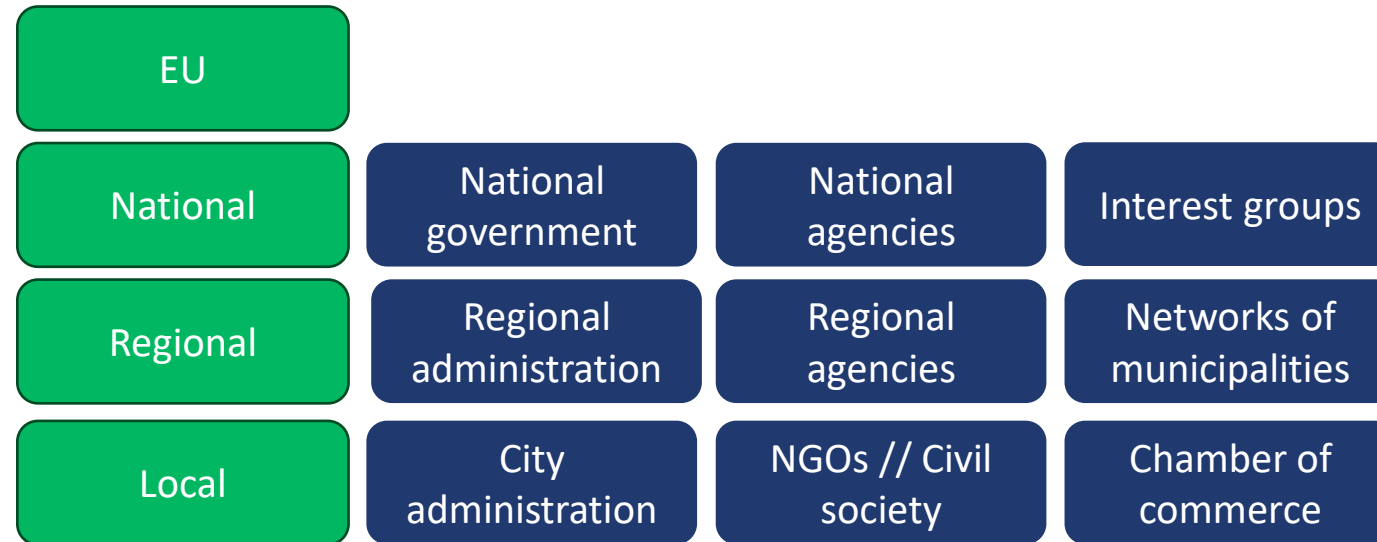 EU
National
National
government
National
agencies
Interest groups
Regional
Regional
administration
Regional
agencies
Networks of
municipalities
Local
City
administration
NGOs // Civil
society
Chamber of
commerce